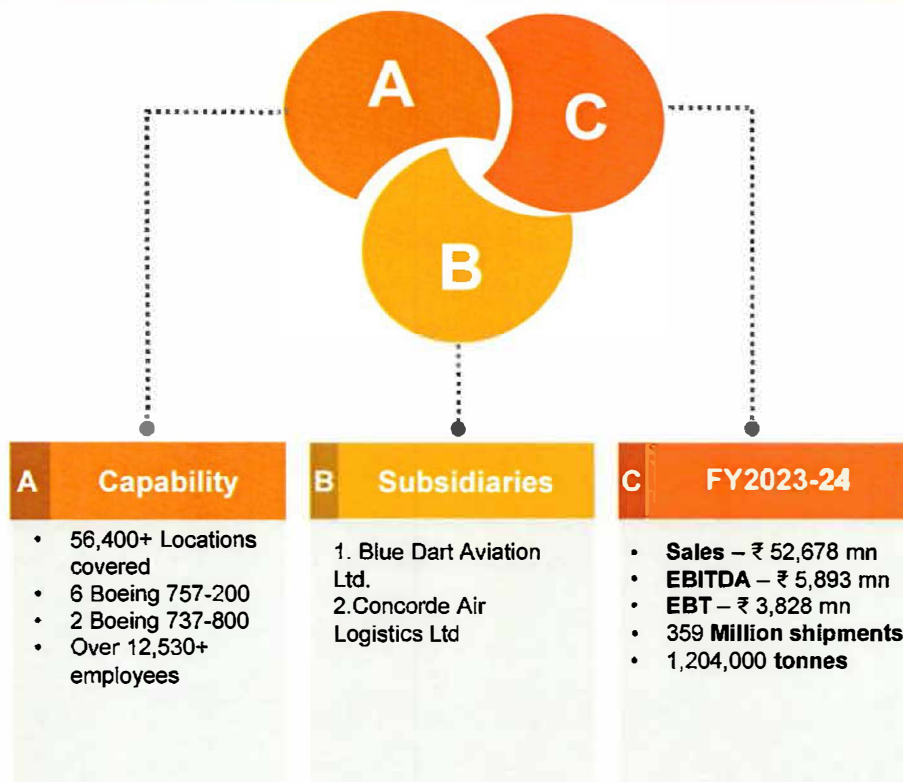 A
C
B
A Capability
• 56,400+ Locations
covered
• 6 Boeing 757-200
• 2 Boeing 737-800
• Over 12,530+
employees
B Subsidiaries
1. Blue Dart Aviation
Ltd.
2.Concorde Air
Logistics Ltd
C FY2023-24
• Sales – ₹ 52,678 mn
• EBITDA – ₹ 5,893 mn
• EBT – ₹ 3,828 mn
• 359 Million shipments
• 1,204,000 tonnes